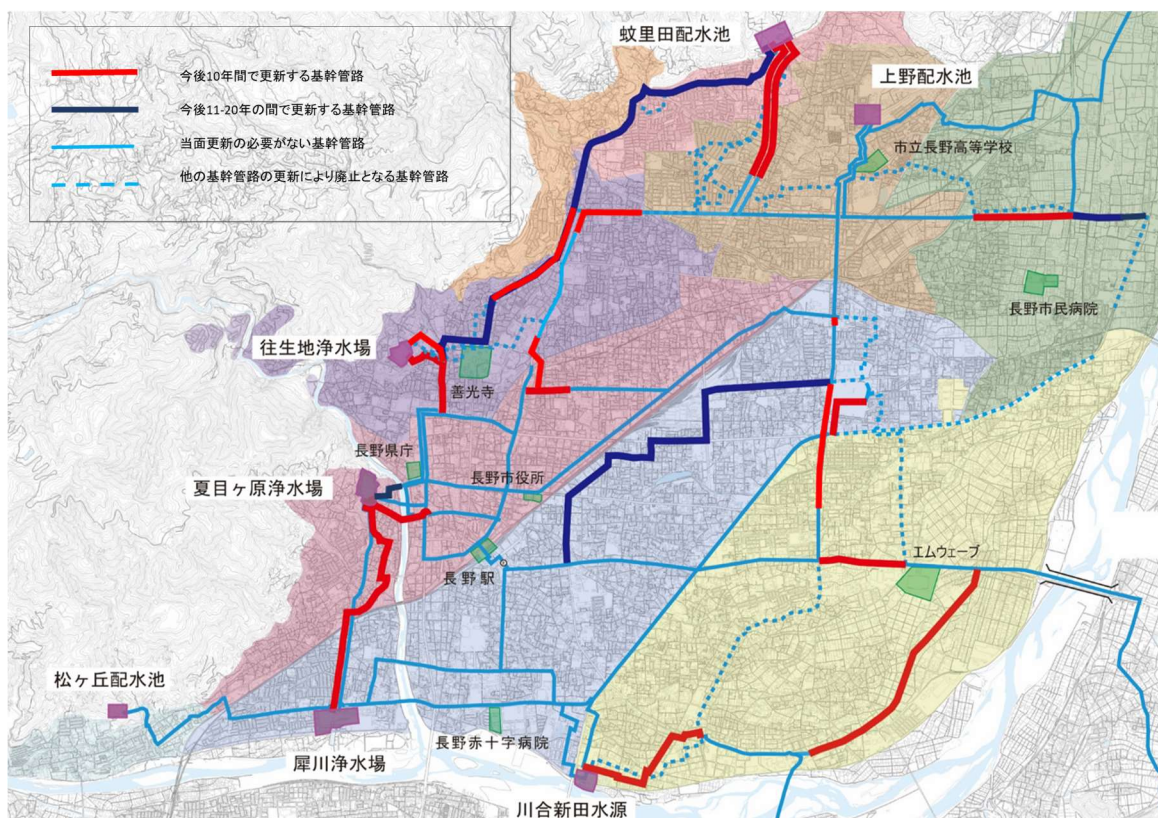 今後10年間で更新する基幹管路
今後11-20年の間で更新する基幹管路
当面更新の必要がない基幹管路
他の基幹管路の更新により廃止となる基幹管路
蚊里田配水池
上野配水池
市立長野高等学校
長野市民病院
往生地浄水場
善光寺
長野県庁
夏目ヶ原浄水場
長野市役所
長野駅
エムウェーブ
松ヶ丘配水池
犀川浄水場
長野赤十字病院
川合新田水源